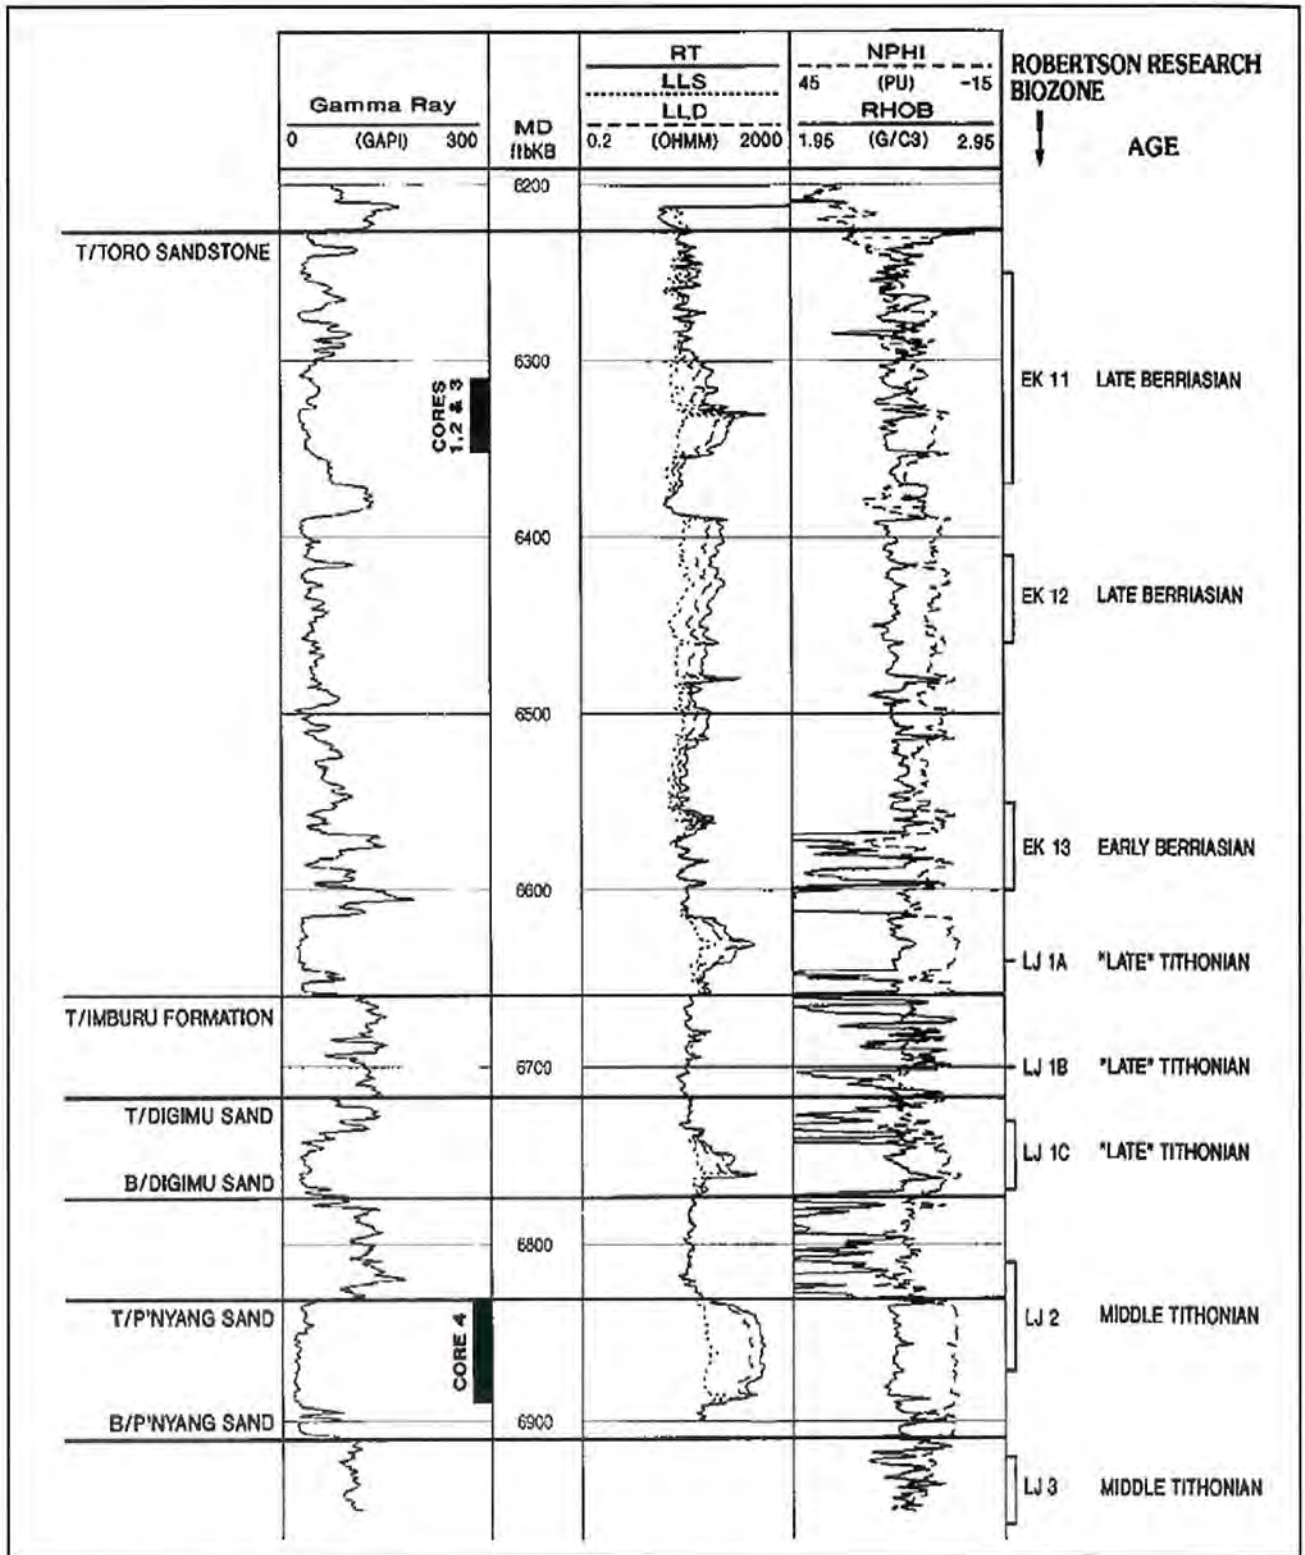 Gamma Ray
0 (GAPI) 300
MD
ftbKB
RT
LLS
LLD
0.2 (OHMM) 2000
NPHI
45 (PU) -15
RHOB
1.95 (G/C3) 2.95
ROBERTSON RESEARCH
BIOZONE
AGE
6200
T/TORO SANDSTONE
6300
CORES
1,2 & 3
EK 11 LATE BERRIASIAN
6400
EK 12 LATE BERRIASIAN
6500
EK 13 EARLY BERRIASIAN
6600
LJ 1A "LATE" TITHONIAN
T/IMBURU FORMATION
6700
LJ 1B "LATE" TITHONIAN
T/DIGIMU SAND
LJ 1C "LATE" TITHONIAN
B/DIGIMU SAND
6800
T/P'NYANG SAND
CORE 4
LJ 2 MIDDLE TITHONIAN
B/P'NYANG SAND
6900
LJ 3 MIDDLE TITHONIAN